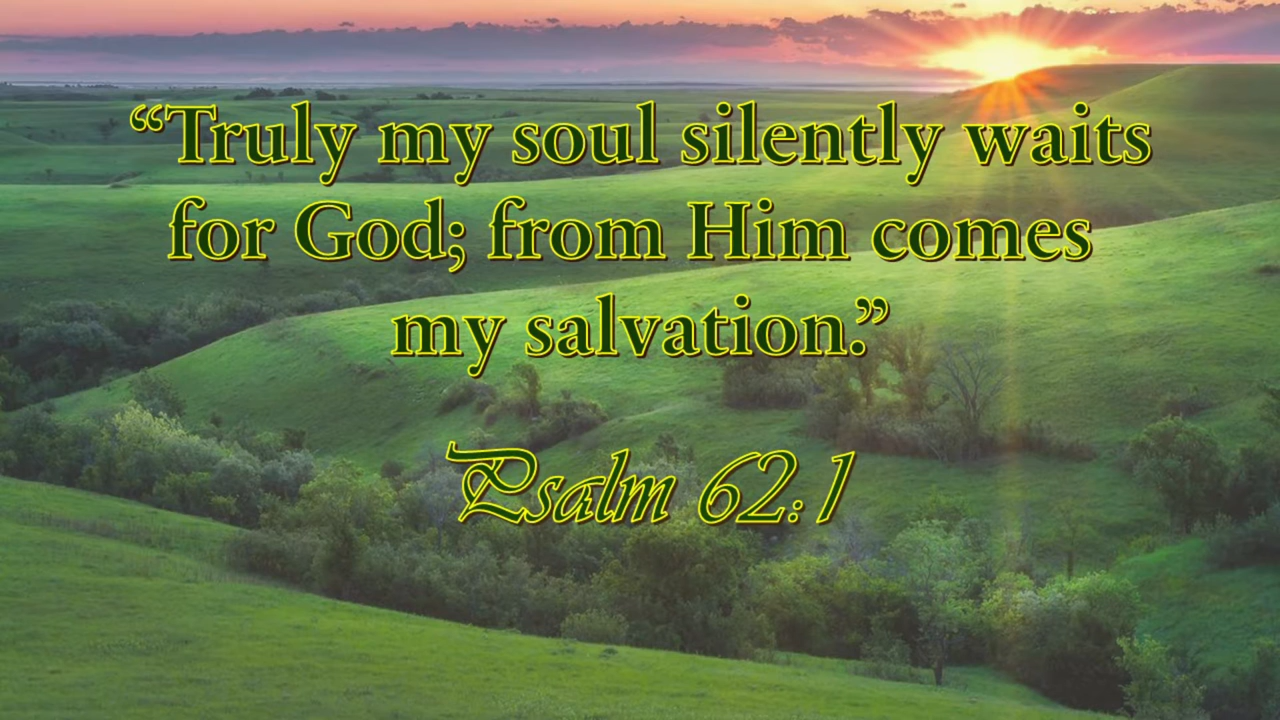 “Truly my soul silently waits
for God; from Him comes
my salvation.”
Psalm 62:1